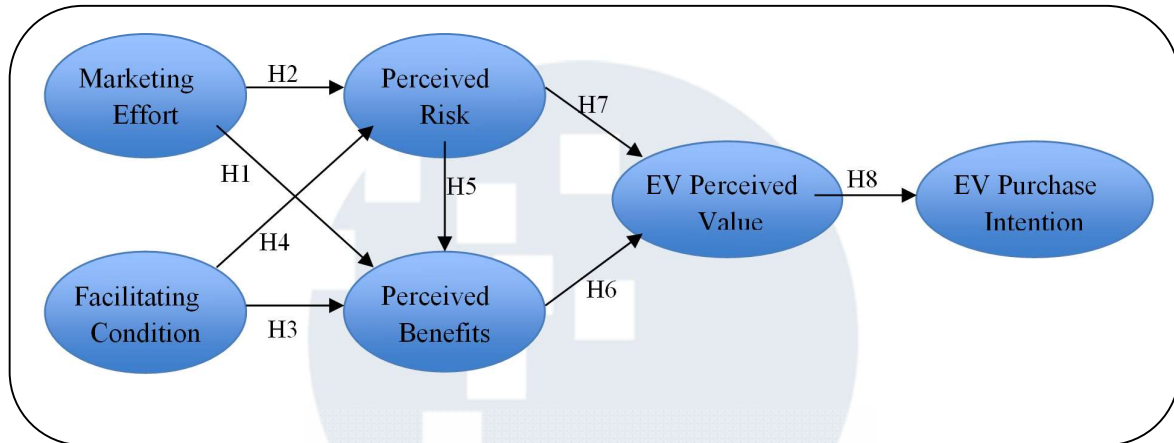 Marketing
Effort
H2
Perceived
Risk
H7
H1
H5
EV Perceived
Value
H8
EV Purchase
Intention
H4
Facilitating
Condition
H3
Perceived
Benefits
H6